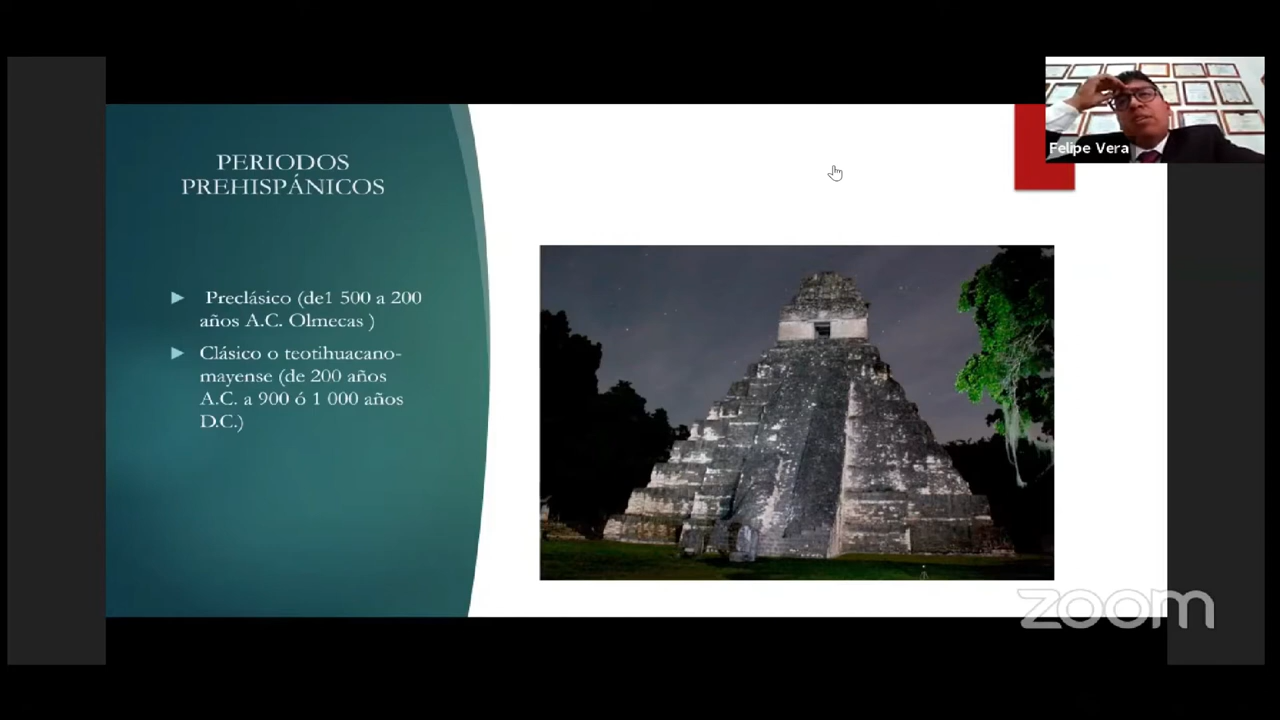 PERIODOS
PREHISPÁNICOS
Preclásico (de1 500 a 200
años A.C. Olmecas )
Clásico o teotihuacano-
mayense (de 200 años
A.C. a 900 ó 1 000 años
D.C.)
Felipe Vera
zoom